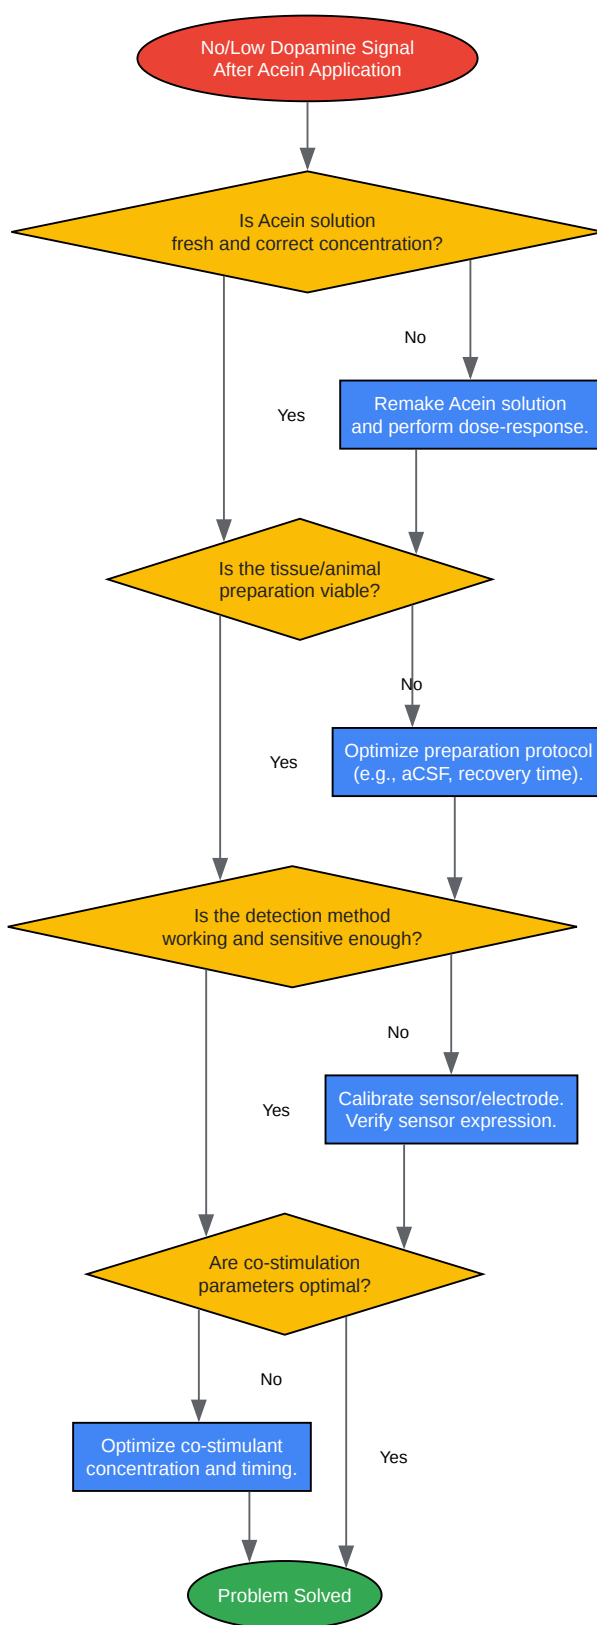 No/Low Dopamine Signal
After Acein Application
Is Acein solution
fresh and correct concentration?
No
Yes
Remake Acein solution
and perform dose-response.
Is the tissue/animal
preparation viable?
No
Yes
Optimize preparation protocol
(e.g., aCSF, recovery time).
Is the detection method
working and sensitive enough?
No
Yes
Calibrate sensor/electrode.
Verify sensor expression.
Are co-stimulation
parameters optimal?
No
Yes
Optimize co-stimulant
concentration and timing.
Problem Solved